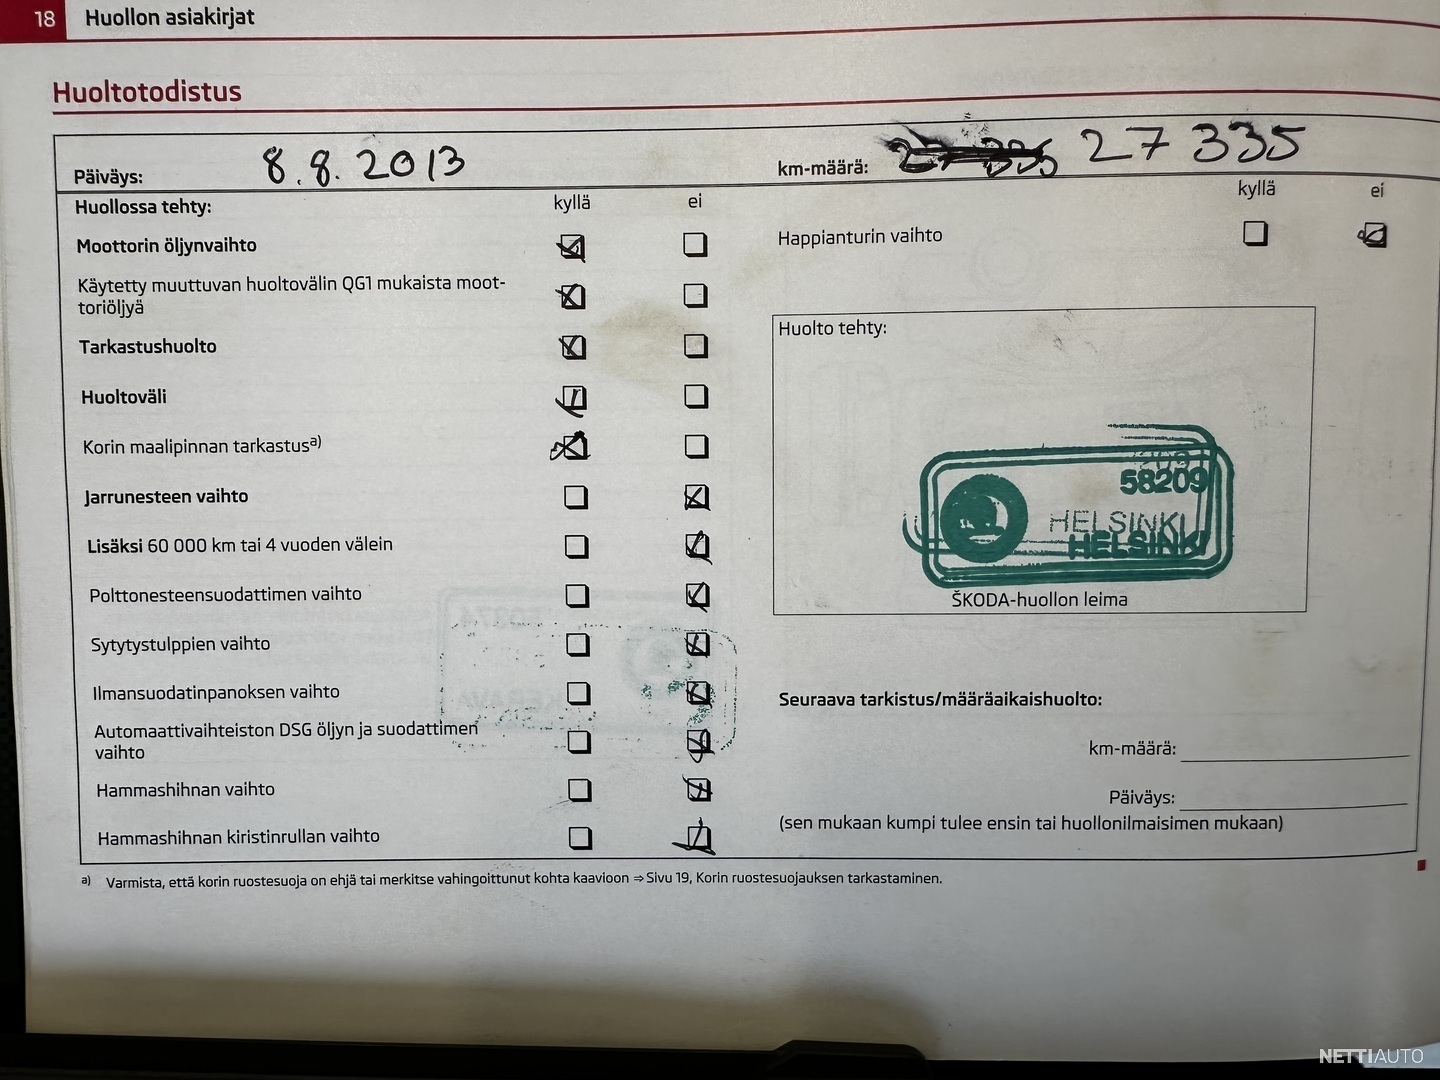 18 Huollon asiakirjat
Huoltotodistus
Päiväys: 8.8.2013
km-määrä: 27 335
Huollossa tehty: kyllä ei
Moottorin öljynvaihto
Käytetty muuttuvan huoltovälin QG1 mukaista moot-
toriöljyä
Tarkastushuolto
Huoltoväli
Korin maalipinnan tarkastusa)
Jarrunesteen vaihto
Lisäksi 60 000 km tai 4 vuoden välein
Polttonesteensuodattimen vaihto
Sytytystulppien vaihto
Ilmansuodatinpanoksen vaihto
Automaattivaihteiston DSG öljyn ja suodattimen
vaihto
Hammashihnan vaihto
Hammashihnan kiristinrullan vaihto
kyllä ei
Happianturin vaihto
Huolto tehty:
58209
HELSINKI
HELSINKI
ŠKODA-huollon leima
Seuraava tarkistus/määräaikaishuolto:
km-määrä:
Päiväys:
(sen mukaan kumpi tulee ensin tai huollonilmaisimen mukaan)
a) Varmista, että korin ruostesuoja on ehjä tai merkitse vahingoittunut kohta kaavioon ⇒ Sivu 19, Korin ruostesuojauksen tarkastaminen.
NETTIAUTO